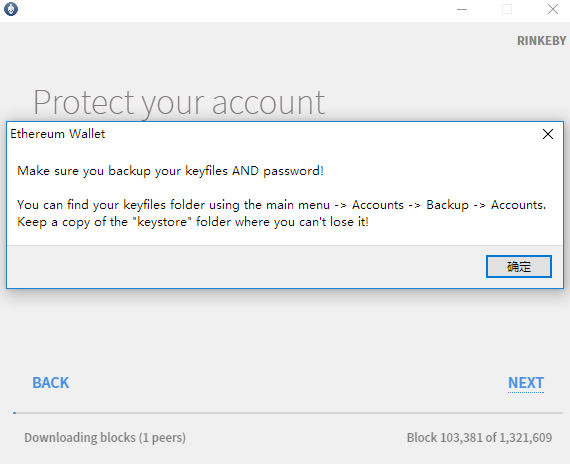 RINKEBY
Protect your account
Ethereum Wallet
Make sure you backup your keyfiles AND password!
You can find your keyfiles folder using the main menu -> Accounts -> Backup -> Accounts.
Keep a copy of the "keystore" folder where you can't lose it!
确定
BACK
NEXT
Downloading blocks (1 peers)
Block 103,381 of 1,321,609